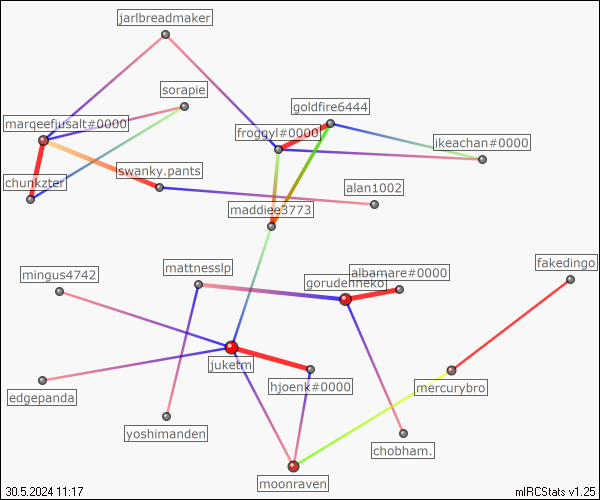 jarlbreadmaker
sorapie
goldfire6444
marqeefusalt#0000
froggyl#0000
ikeachan#0000
swanky.pants
chunkzter
alan1002
maddiee3773
fakedingo
mattnesslp
albamare#0000
mingus4742
gorudenneko
juketm
hjoenk#0000
mercurybro
edgepanda
yoshimanden
chobham.
moonraven
30.5.2024 11:17
mIRCStats v1.25